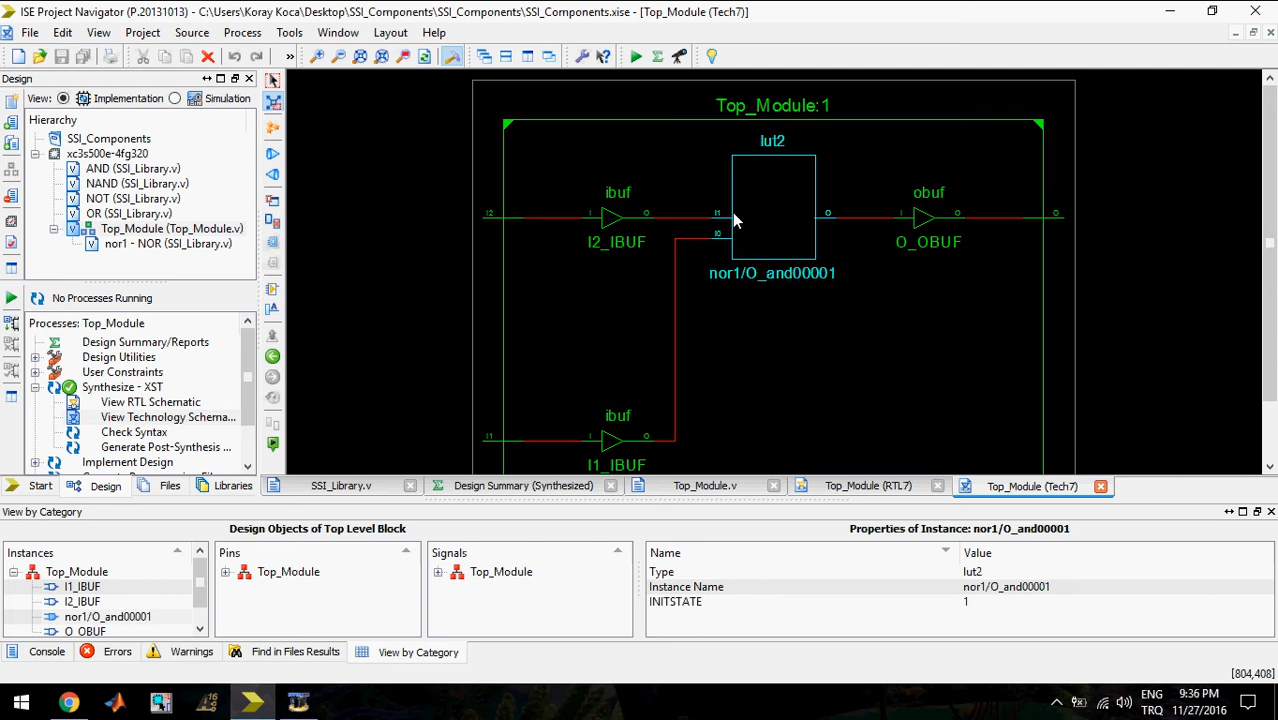 ISE Project Navigator (P.20131013) - C:\Users\Koray Koca\Desktop\SSI_Components\SSI_Components\SSI_Components.xise - [Top_Module (Tech7)]
File Edit View Project Source Process Tools Window Layout Help
Design
View: Implementation Simulation
Hierarchy
SSI_Components
xc3s500e-4fg320
AND (SSI_Library.v)
NAND (SSI_Library.v)
NOT (SSI_Library.v)
OR (SSI_Library.v)
Top_Module (Top_Module.v)
nor1 - NOR (SSI_Library.v)
No Processes Running
Processes: Top_Module
Design Summary/Reports
Design Utilities
User Constraints
Synthesize - XST
View RTL Schematic
View Technology Schema...
Check Syntax
Generate Post-Synthesis ...
Implement Design
Start Design Files Libraries
Top_Module:1
lut2
ibuf
obuf
I2 I O I1 O I O O
I0
I2_IBUF
O_OBUF
nor1/O_and00001
ibuf
I1 I O
I1_IBUF
SSI_Library.v Design Summary (Synthesized) Top_Module.v Top_Module (RTL7) Top_Module (Tech7)
View by Category
Design Objects of Top Level Block
Properties of Instance: nor1/O_and00001
Instances
Top_Module
I1_IBUF
I2_IBUF
nor1/O_and00001
O_OBUF
Pins
Top_Module
Signals
Top_Module
Name Value
Type lut2
Instance Name nor1/O_and00001
INITSTATE 1
Console Errors Warnings Find in Files Results View by Category
[804,408]
ENG 9:36 PM
TRQ 11/27/2016